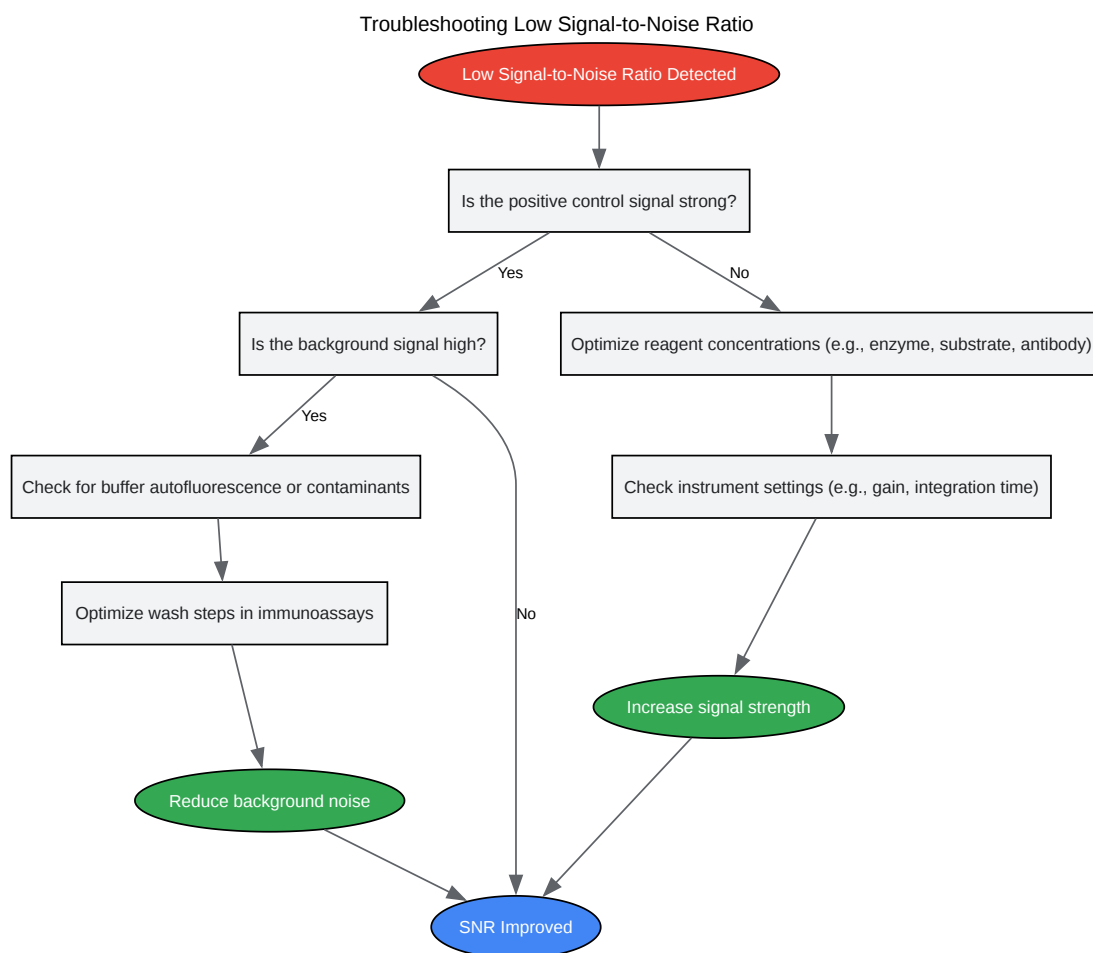 Troubleshooting Low Signal-to-Noise Ratio
Low Signal-to-Noise Ratio Detected
Is the positive control signal strong?
Yes
No
Is the background signal high?
Optimize reagent concentrations (e.g., enzyme, substrate, antibody)
Yes
Check for buffer autofluorescence or contaminants
Check instrument settings (e.g., gain, integration time)
Optimize wash steps in immunoassays
No
Increase signal strength
Reduce background noise
SNR Improved